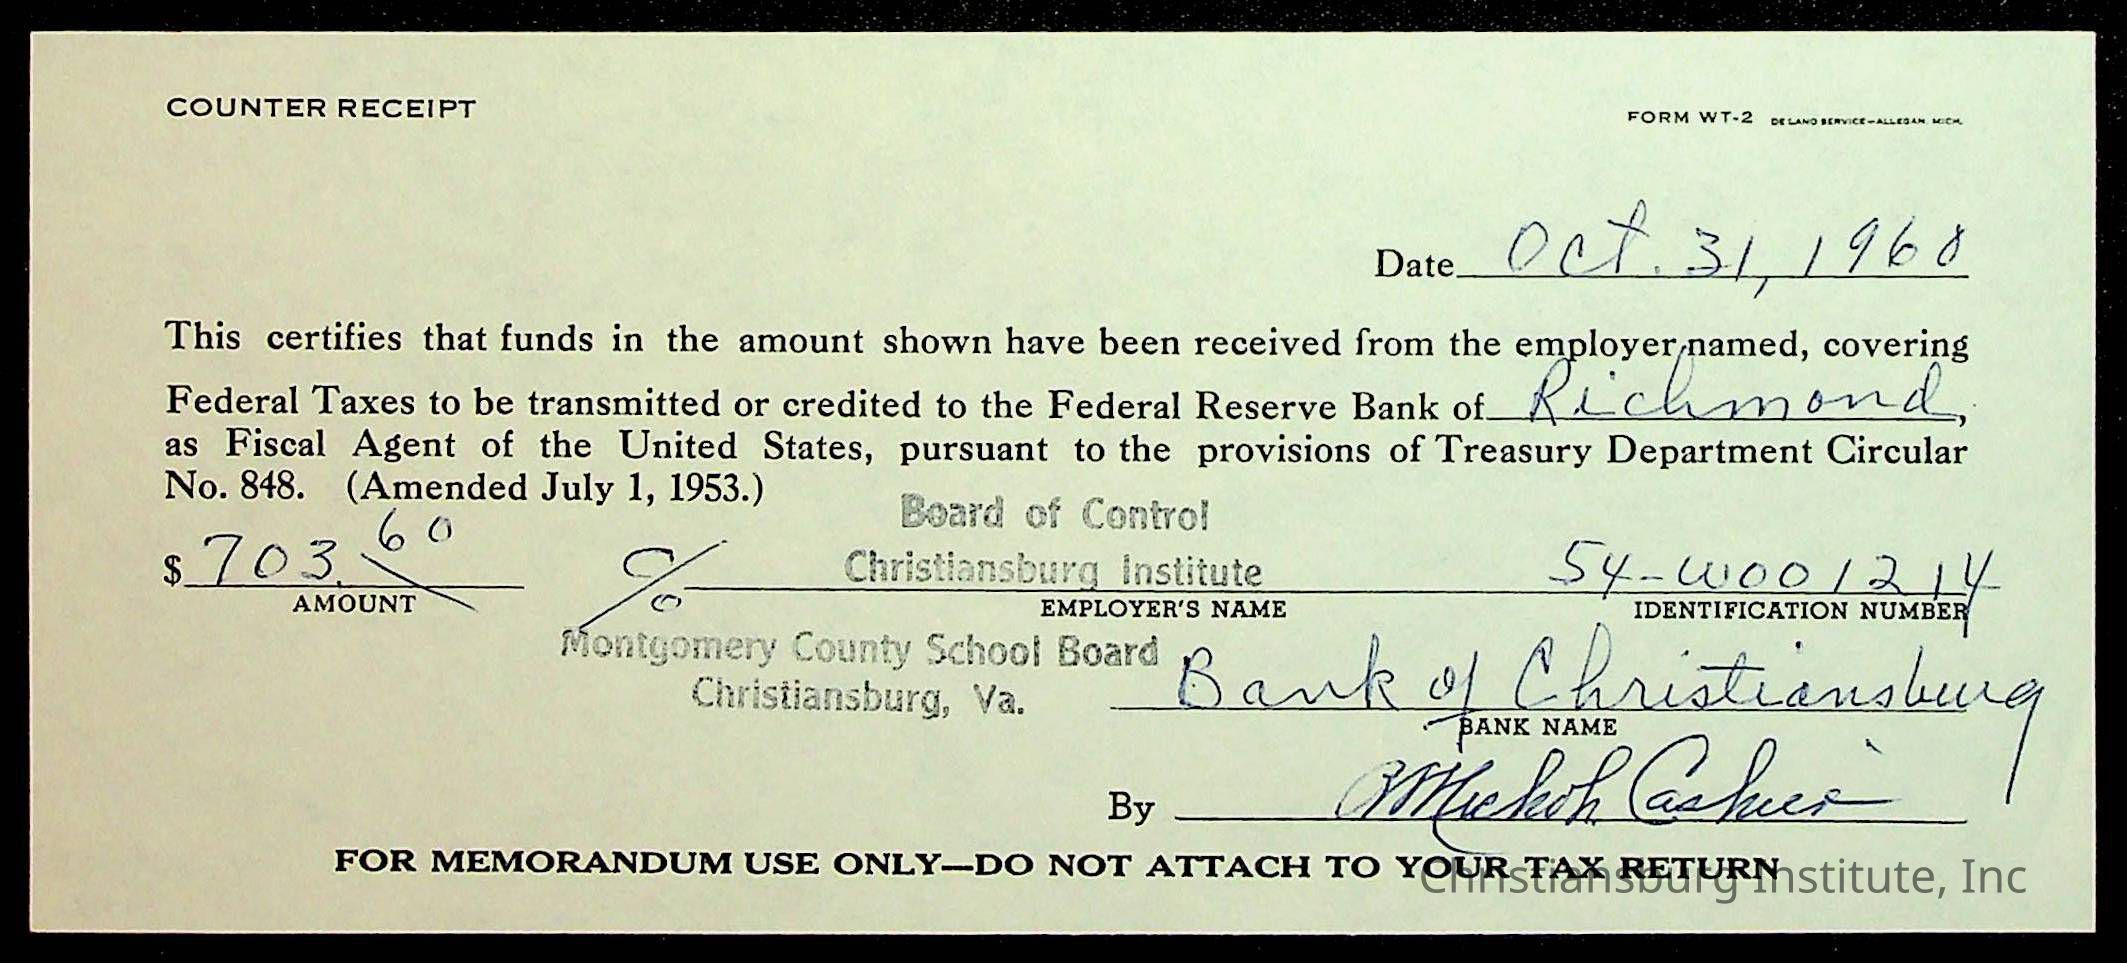 COUNTER RECEIPT
FORM WT-2 DE LAND SERVICE—ALLEGAN, MICH.
Date Oct. 31, 1960
This certifies that funds in the amount shown have been received from the employer named, covering
Federal Taxes to be transmitted or credited to the Federal Reserve Bank of Richmond,
as Fiscal Agent of the United States, pursuant to the provisions of Treasury Department Circular
No. 848. (Amended July 1, 1953.)
Board of Control
$ 703.60 c/o Christiansburg Institute 54-W001214
AMOUNT EMPLOYER'S NAME IDENTIFICATION NUMBER
Montgomery County School Board
Christiansburg, Va. Bank of Christiansburg
BANK NAME
By Cashier
FOR MEMORANDUM USE ONLY—DO NOT ATTACH TO YOUR TAX RETURN
Christiansburg Institute, Inc